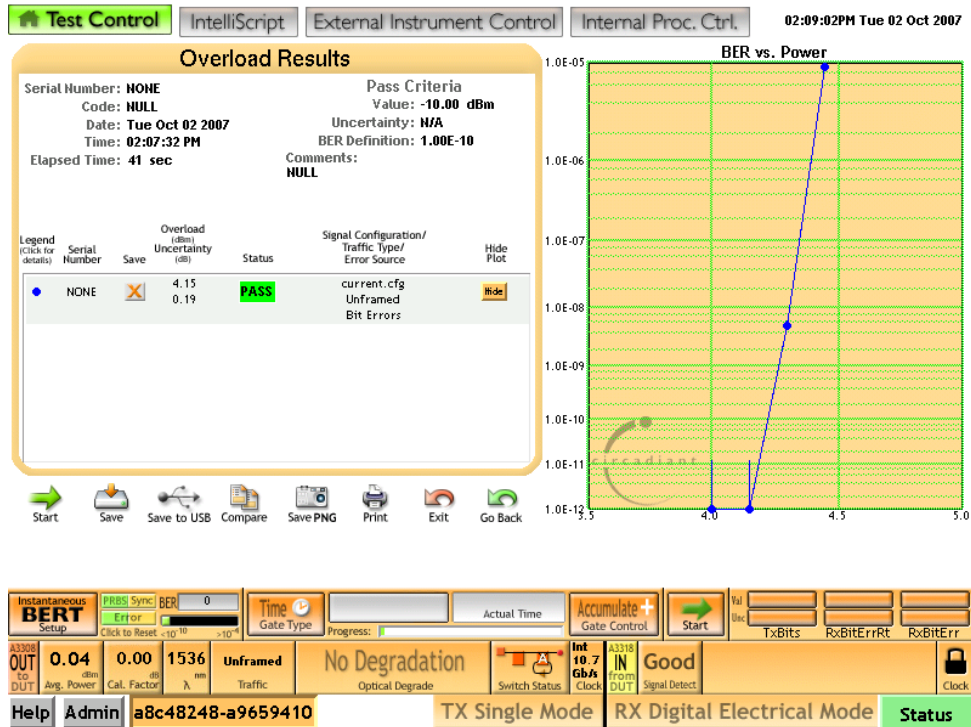 Test Control IntelliScript External Instrument Control Internal Proc. Ctrl. 02:09:02PM Tue 02 Oct 2007
Overload Results
Serial Number: NONE
Code: NULL
Date: Tue Oct 02 2007
Time: 02:07:32 PM
Elapsed Time: 41 sec
Pass Criteria
Value: -10.00 dBm
Uncertainty: N/A
BER Definition: 1.00E-10
Comments:
NULL
Legend
(Click for
details)
Serial
Number
Save
Overload
(dBm)
Uncertainty
(dB)
Status
Signal Configuration/
Traffic Type/
Error Source
Hide
Plot
NONE X 4.15 PASS current.cfg Hide
0.19 Unframed
Bit Errors
Start Save Save to USB Compare Save PNG Print Exit Go Back
BER vs. Power
1.0E-05
1.0E-06
1.0E-07
1.0E-08
1.0E-09
1.0E-10
1.0E-11
1.0E-12
circadiant
3.5 4.0 4.5 5.0
Instantaneous
BERT
Setup
PRBS Sync BER 0
Error
Click to Reset <10^-10 >10^-4
Time
Gate Type
Progress:
Actual Time
Accumulate +
Gate Control
Start
Val
Unc
TxBits RxBitErrRt RxBitErr
A3308
OUT
to
DUT
0.04
dBm
Avg. Power
0.00
dB
Cal. Factor
1536
nm
λ
Unframed
Traffic
No Degradation
Optical Degrade
Switch Status
Int
10.7
Gb/s
Clock
A3318
IN
from
DUT
Good
Signal Detect
Clock
Help Admin a8c48248-a9659410 TX Single Mode RX Digital Electrical Mode Status